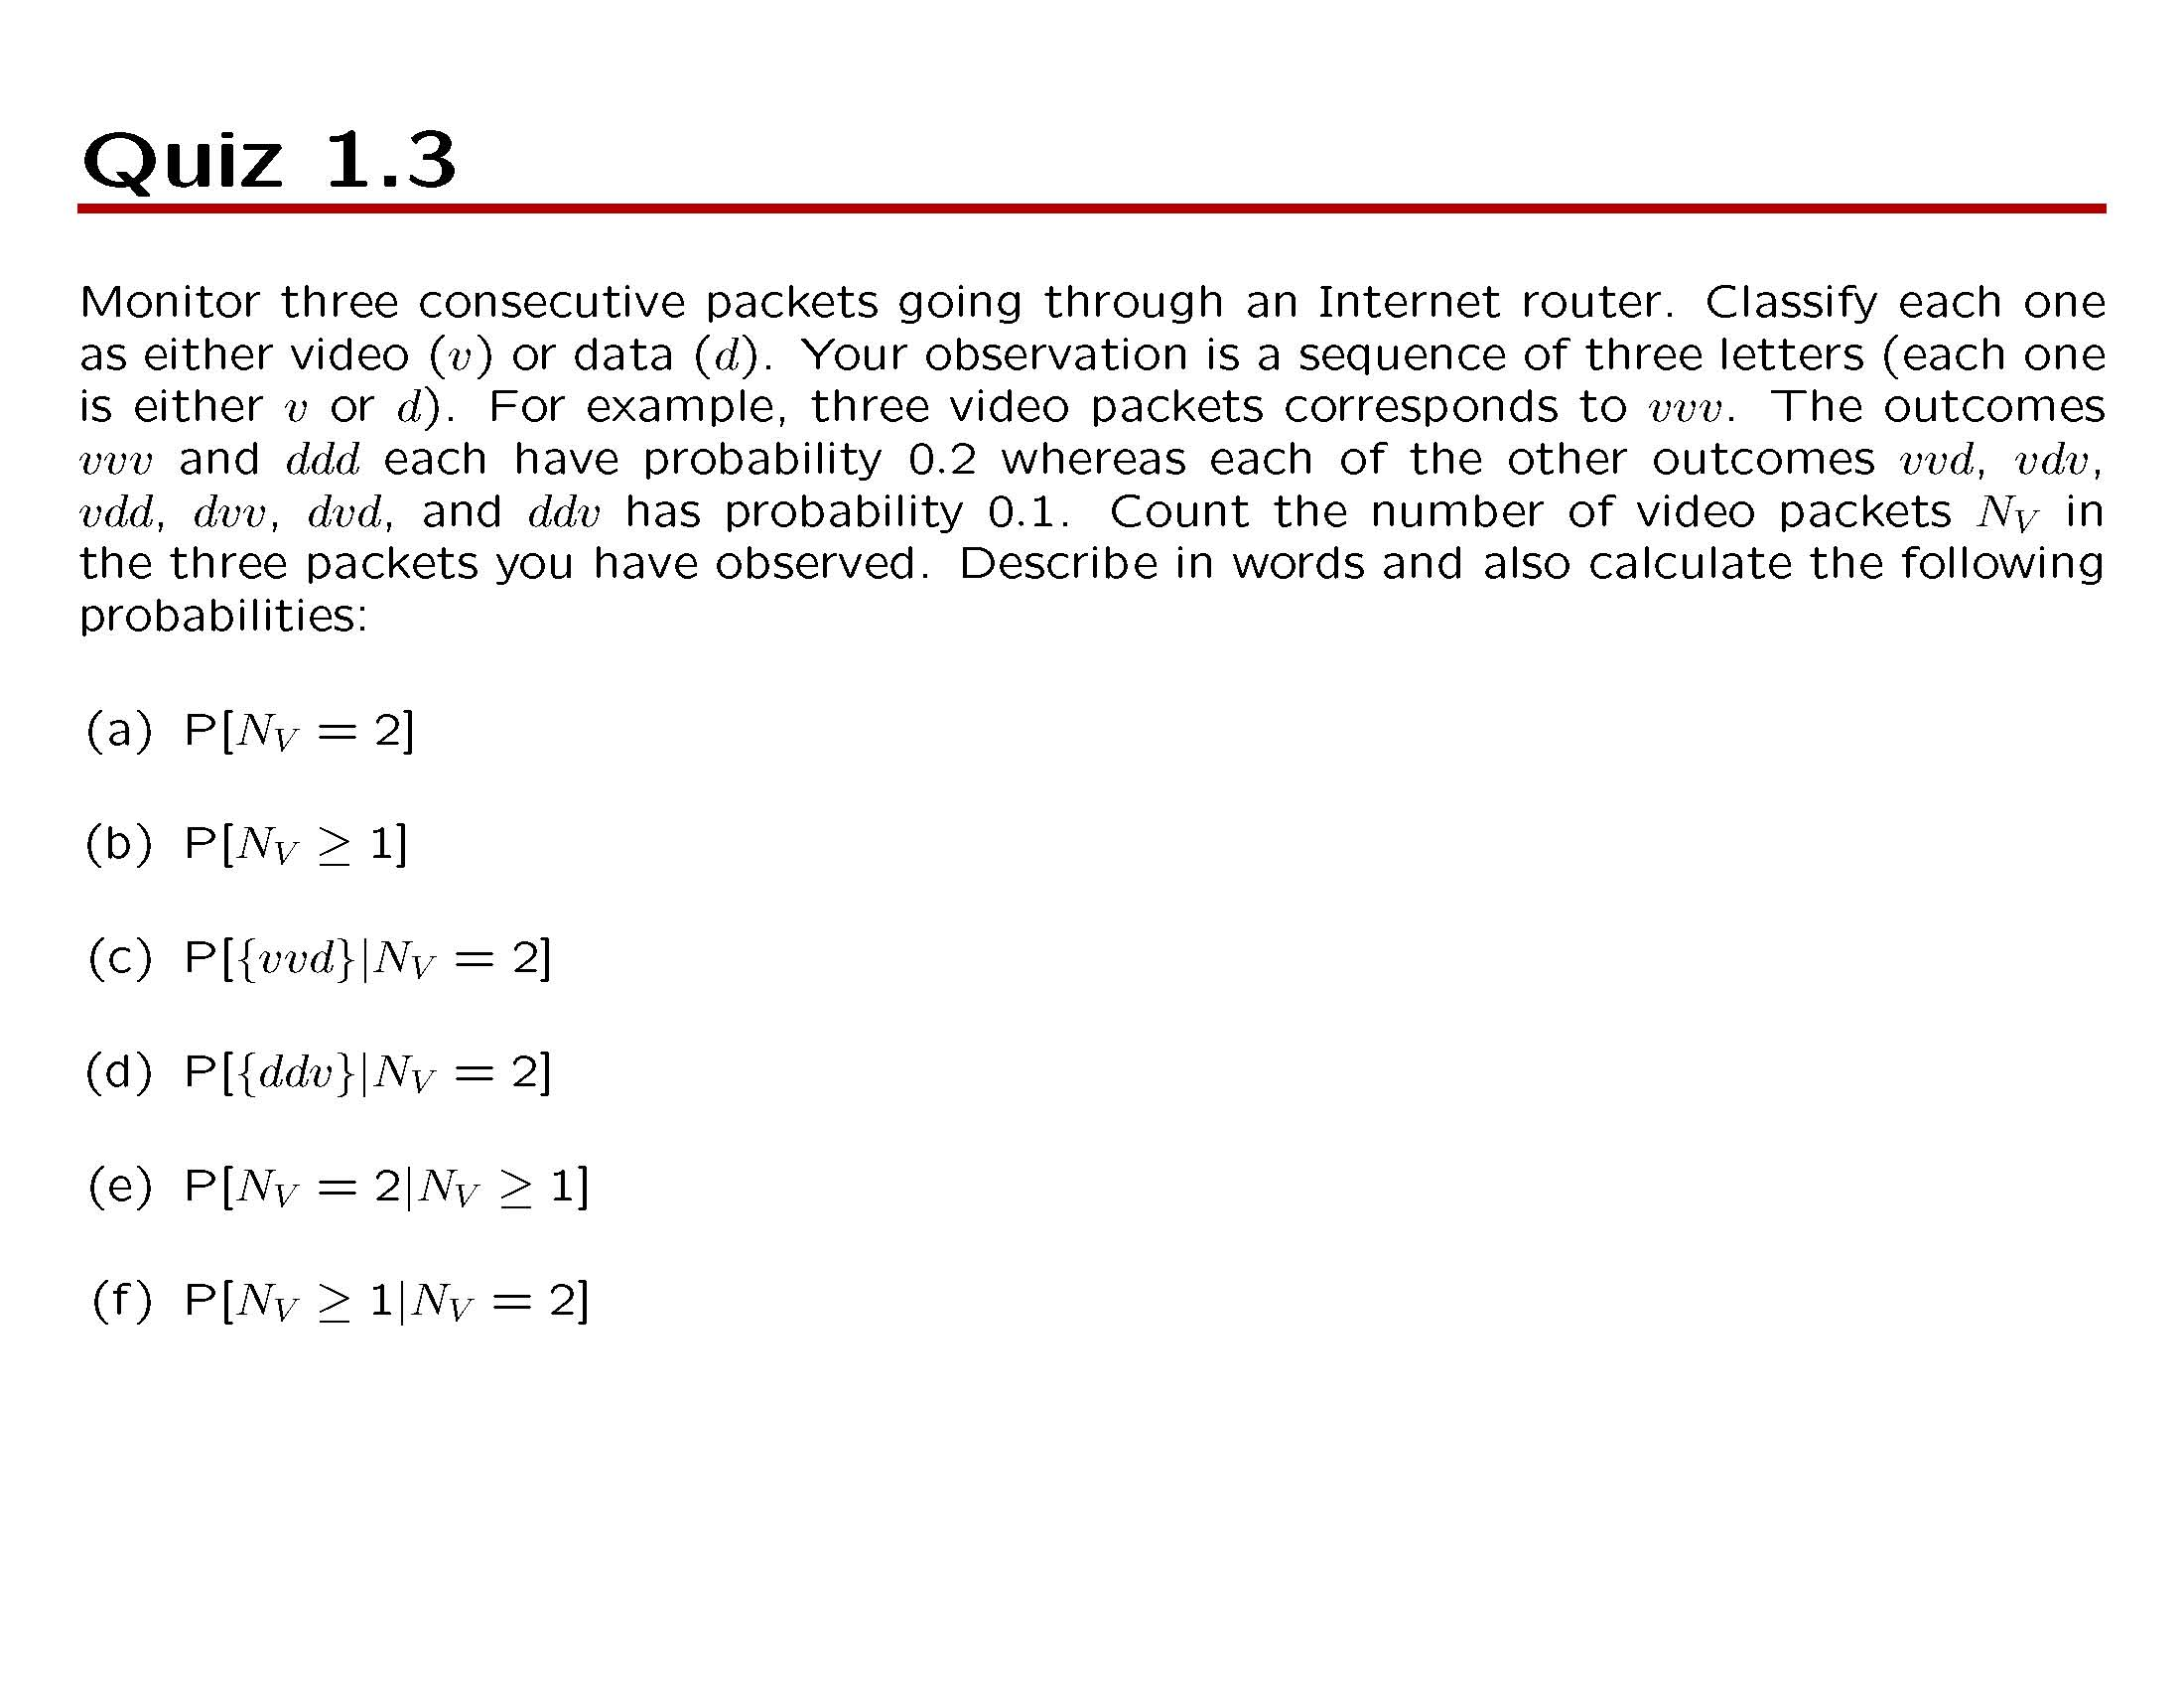 Quiz 1.3
Monitor three consecutive packets going through an Internet router. Classify each one
as either video (v) or data (d). Your observation is a sequence of three letters (each one
is either v or d). For example, three video packets corresponds to vvv. The outcomes
vvv and ddd each have probability 0.2 whereas each of the other outcomes vvd, vdv,
vdd, dvv, dvd, and ddv has probability 0.1. Count the number of video packets N_V in
the three packets you have observed. Describe in words and also calculate the following
probabilities:
(a) P[N_V = 2]
(b) P[N_V ≥ 1]
(c) P[{vvd}|N_V = 2]
(d) P[{ddv}|N_V = 2]
(e) P[N_V = 2|N_V ≥ 1]
(f) P[N_V ≥ 1|N_V = 2]